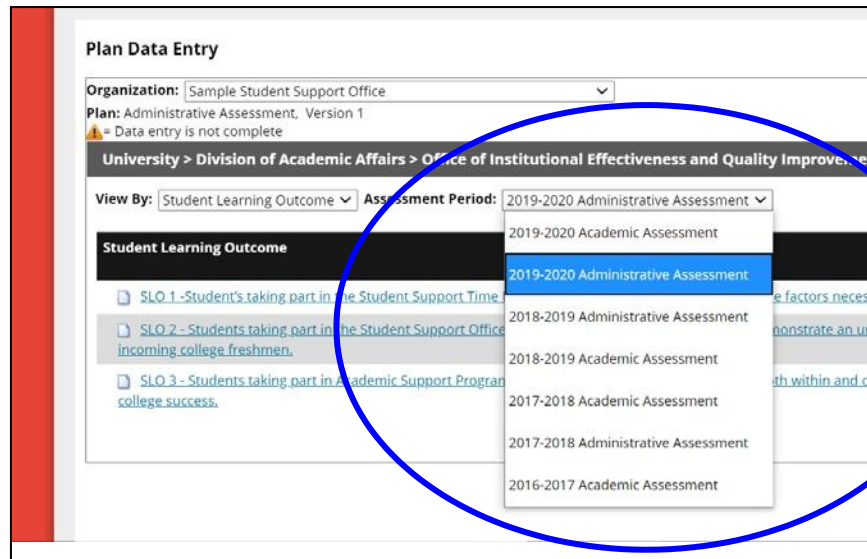 Plan Data Entry
Organization: Sample Student Support Office
Plan: Administrative Assessment, Version 1
= Data entry is not complete
University > Division of Academic Affairs > Office of Institutional Effectiveness and Quality Improveme
View By: Student Learning Outcome Assessment Period: 2019-2020 Administrative Assessment
Student Learning Outcome
2019-2020 Academic Assessment
2019-2020 Administrative Assessment
SLO 1 -Student's taking part in the Student Support Time e factors neces
2018-2019 Administrative Assessment
SLO 2 - Students taking part in the Student Support Office monstrate an un
incoming college freshmen.
2018-2019 Academic Assessment
SLO 3 - Students taking part in Academic Support Program oth within and o
college success.
2017-2018 Academic Assessment
2017-2018 Administrative Assessment
2016-2017 Academic Assessment